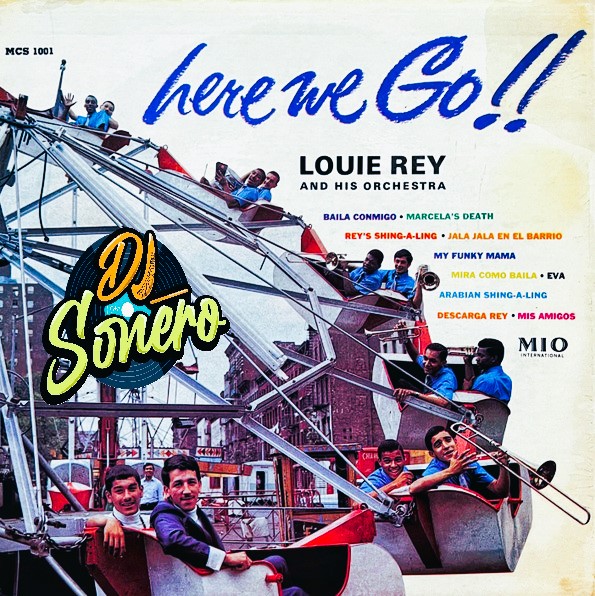 MCS 1001
here we Go!!
LOUIE REY
AND HIS ORCHESTRA
BAILA CONMIGO • MARCELA'S DEATH
REY'S SHING-A-LING • JALA JALA EN EL BARRIO
MY FUNKY MAMA
MIRA COMO BAILA • EVA
ARABIAN SHING-A-LING
DESCARGA REY • MIS AMIGOS
MIO
INTERNATIONAL
DJ
Sonero